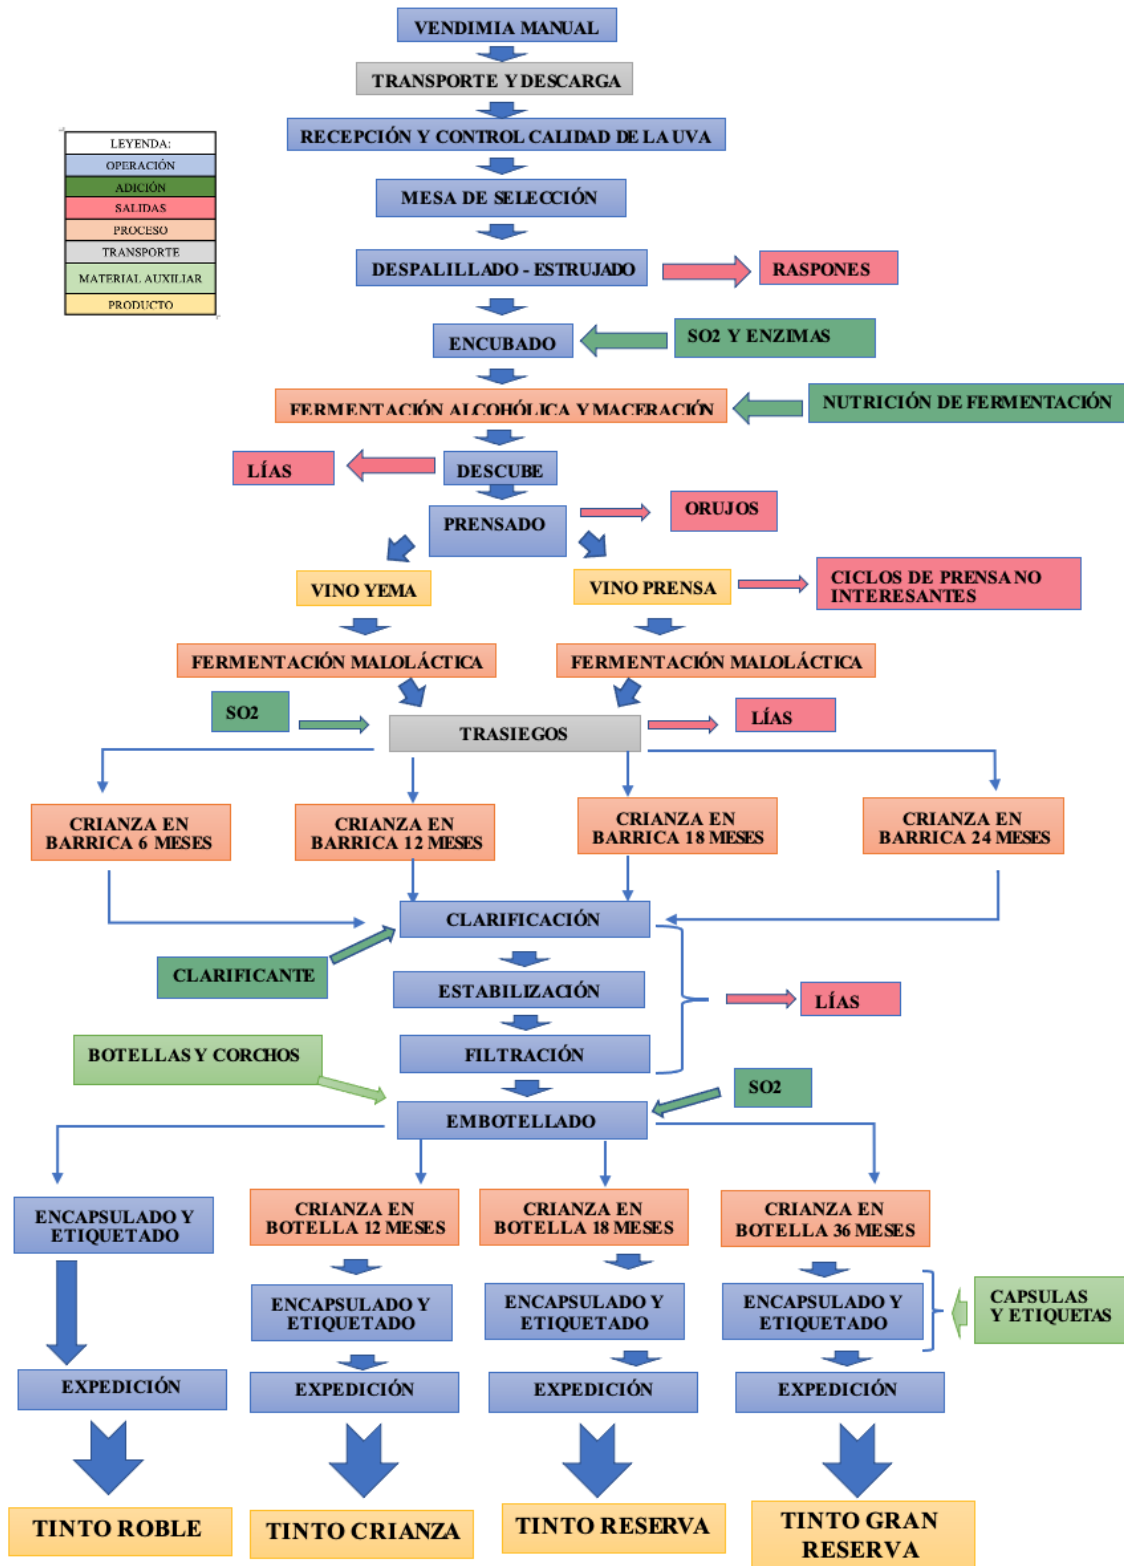 VENDIMIA MANUAL
TRANSPORTE Y DESCARGA
RECEPCIÓN Y CONTROL CALIDAD DE LA UVA
LEYENDA:
OPERACIÓN
ADICIÓN
SALIDAS
PROCESO
TRANSPORTE
MATERIAL AUXILIAR
PRODUCTO
MESA DE SELECCIÓN
DESPALILLADO - ESTRUJADO
RASPONES
ENCUBADO
SO2 Y ENZIMAS
FERMENTACIÓN ALCOHÓLICA Y MACERACIÓN
NUTRICIÓN DE FERMENTACIÓN
LÍAS
DESCUBE
PRENSADO
ORUJOS
VINO YEMA
VINO PRENSA
CICLOS DE PRENSA NO
INTERESANTES
FERMENTACIÓN MALOLÁCTICA
FERMENTACIÓN MALOLÁCTICA
SO2
TRASIEGOS
LÍAS
CRIANZA EN
BARRICA 6 MESES
CRIANZA EN
BARRICA 12 MESES
CRIANZA EN
BARRICA 18 MESES
CRIANZA EN
BARRICA 24 MESES
CLARIFICACIÓN
CLARIFICANTE
ESTABILIZACIÓN
LÍAS
FILTRACIÓN
BOTELLAS Y CORCHOS
SO2
EMBOTELLADO
ENCAPSULADO Y
ETIQUETADO
CRIANZA EN
BOTELLA 12 MESES
CRIANZA EN
BOTELLA 18 MESES
CRIANZA EN
BOTELLA 36 MESES
ENCAPSULADO Y
ETIQUETADO
ENCAPSULADO Y
ETIQUETADO
ENCAPSULADO Y
ETIQUETADO
CAPSULAS
Y ETIQUETAS
EXPEDICIÓN
EXPEDICIÓN
EXPEDICIÓN
EXPEDICIÓN
TINTO ROBLE
TINTO CRIANZA
TINTO RESERVA
TINTO GRAN
RESERVA